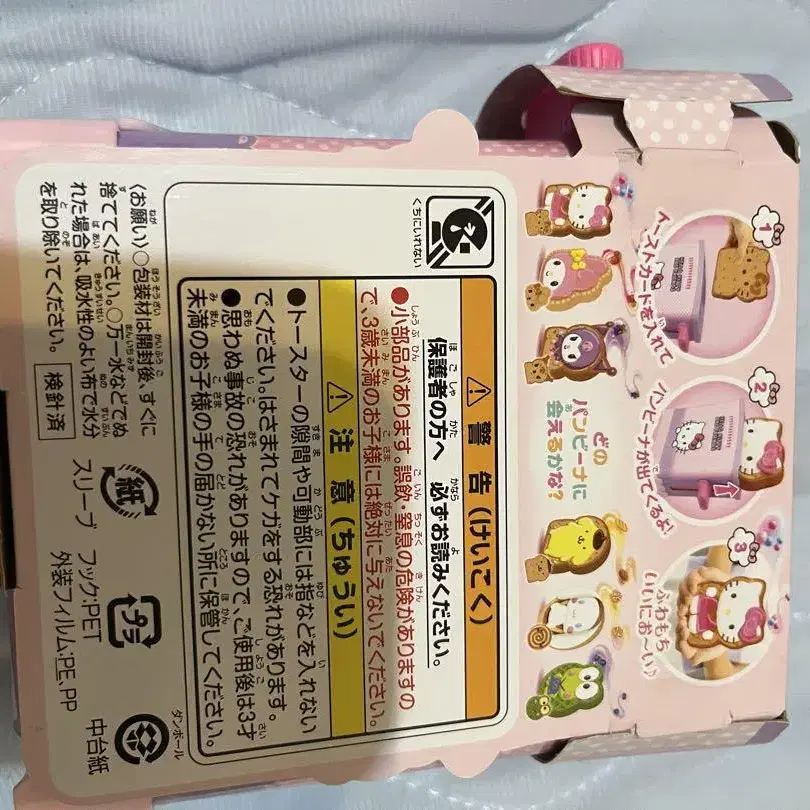 1
トーストカードを入れて
2
パンピーナが出てくるよ!
3
ふわもち
いいにお〜い♪
どの
パンピーナに
会えるかな?
くちにいれない
⚠警告(けいこく)
保護者の方へ 必ずお読みください。
●小部品があります。誤飲・窒息の危険がありますの
で、3歳未満のお子様には絶対に与えないでください。
⚠注意(ちゅうい)
●トースターの隙間や可動部には指などを入れない
でください。はさまれてケガをする恐れがあります。
●思わぬ事故の恐れがありますので、ご使用後は3才
未満のお子様の手の届かない所に保管してください。
〈お願い〉○包装材は開封後、すぐに
捨ててください。○万一水などでぬ
れた場合は、吸水性のよい布で水分
を取り除いてください。
検針済
紙
スリーブ
プラ
フック:PET
外装フィルム:PE,PP
ダンボール
中台紙